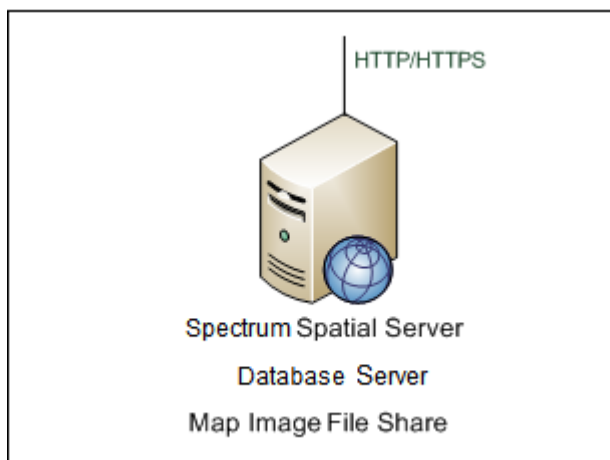 HTTP/HTTPS
Spectrum Spatial Server
Database Server
Map Image File Share